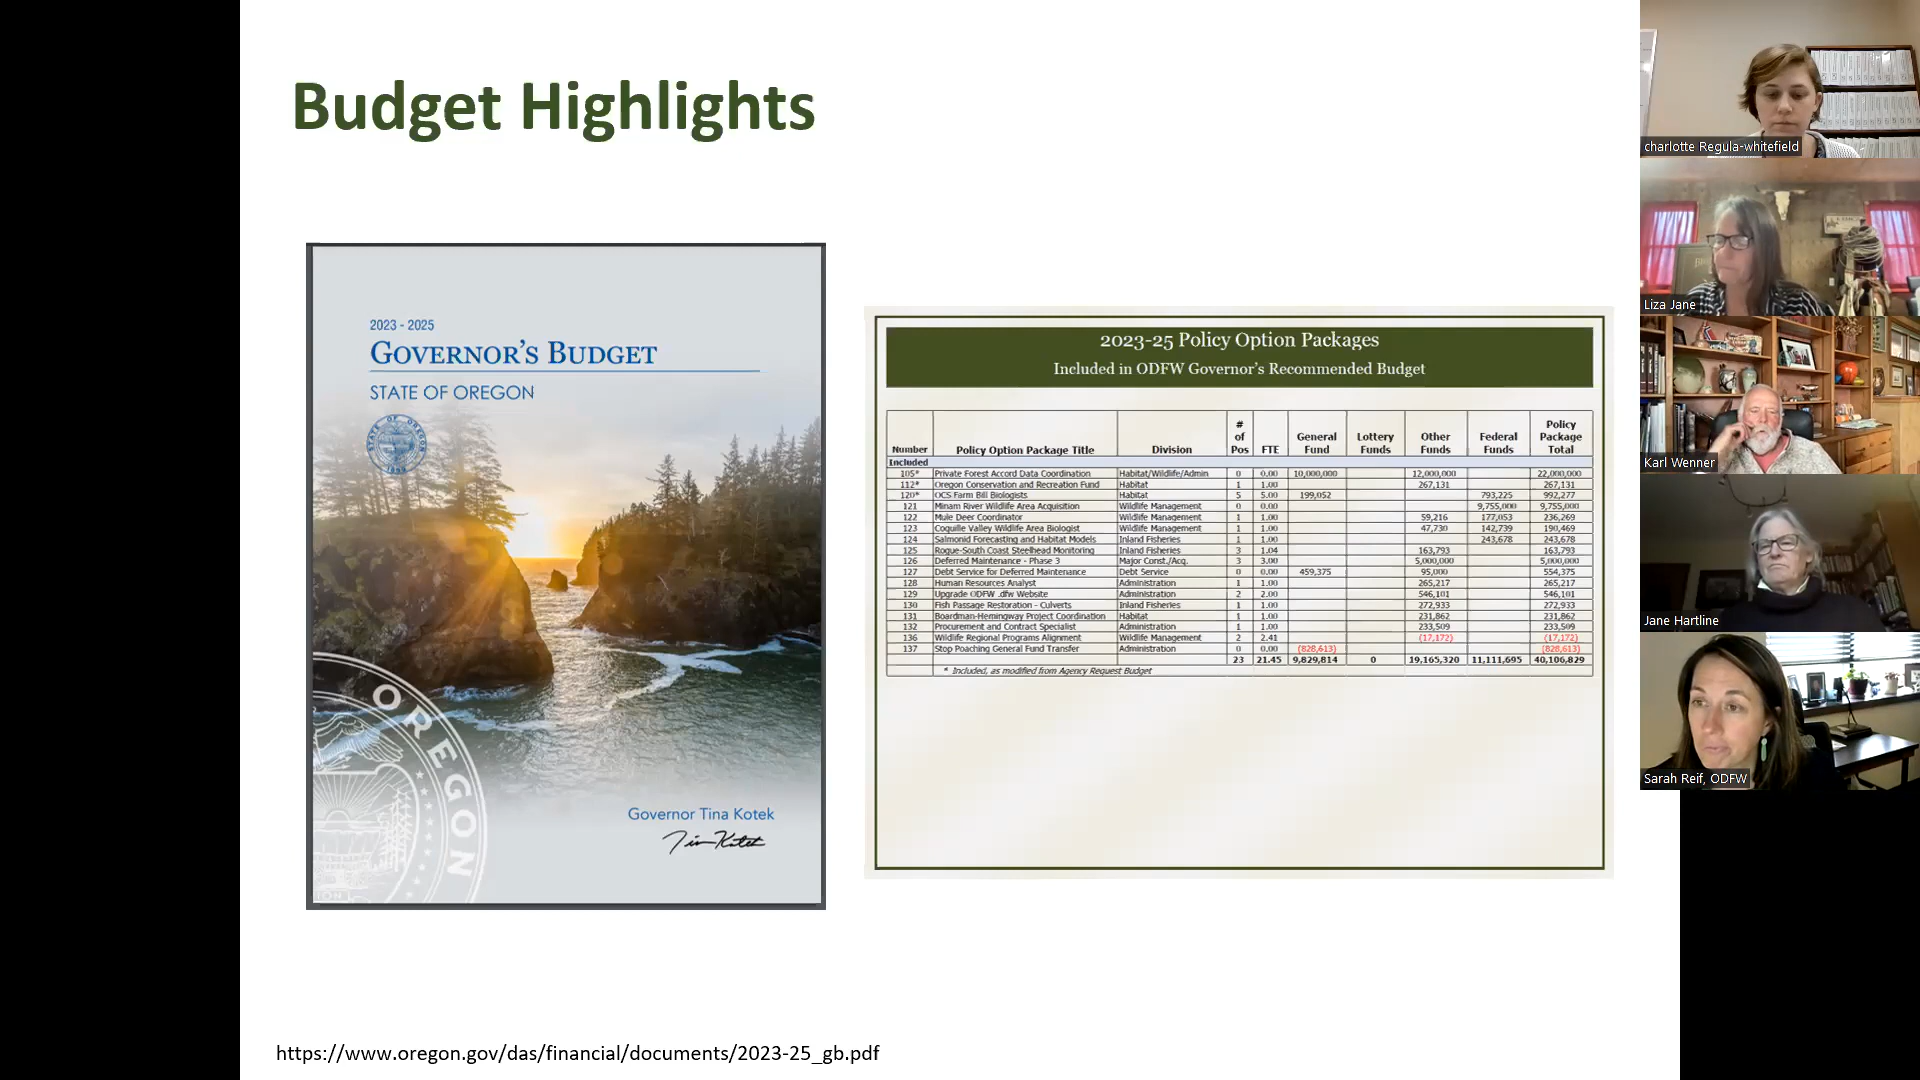 Budget Highlights
2023 - 2025
GOVERNOR'S BUDGET
STATE OF OREGON
STATE OF OREGON
1859
OREGON
Governor Tina Kotek
Tina Kotek
2023-25 Policy Option Packages
Included in ODFW Governor's Recommended Budget
Number Policy Option Package Title Division # of Pos FTE General Fund Lottery Funds Other Funds Federal Funds Policy Package Total
Included
105* Private Forest Accord Data Coordination Habitat/Wildlife/Admin 0 0.00 10,000,000 12,000,000 22,000,000
112* Oregon Conservation and Recreation Fund Habitat 1 1.00 267,131 267,131
120* OCS Farm Bill Biologists Habitat 5 5.00 199,052 793,225 992,277
121 Minam River Wildlife Area Acquisition Wildlife Management 0 0.00 9,755,000 9,755,000
122 Mule Deer Coordinator Wildlife Management 1 1.00 59,216 177,053 236,269
123 Coquille Valley Wildlife Area Biologist Wildlife Management 1 1.00 47,730 142,739 190,469
124 Salmonid Forecasting and Habitat Models Inland Fisheries 1 1.00 243,678 243,678
125 Rogue-South Coast Steelhead Monitoring Inland Fisheries 3 1.04 163,793 163,793
126 Deferred Maintenance - Phase 3 Major Const./Acq. 3 3.00 5,000,000 5,000,000
127 Debt Service for Deferred Maintenance Debt Service 0 0.00 459,375 95,000 554,375
128 Human Resources Analyst Administration 1 1.00 265,217 265,217
129 Upgrade ODFW .dfw Website Administration 2 2.00 546,101 546,101
130 Fish Passage Restoration - Culverts Inland Fisheries 1 1.00 272,933 272,933
131 Boardman-Hemingway Project Coordination Habitat 1 1.00 231,862 231,862
132 Procurement and Contract Specialist Administration 1 1.00 233,509 233,509
136 Wildlife Regional Programs Alignment Wildlife Management 2 2.41 (17,172) (17,172)
137 Stop Poaching General Fund Transfer Administration 0 0.00 (828,613) (828,613)
23 21.45 9,829,814 0 19,165,320 11,111,695 40,106,829
* Included, as modified from Agency Request Budget
https://www.oregon.gov/das/financial/documents/2023-25_gb.pdf
charlotte Regula-whitefield
Liza Jane
Karl Wenner
Jane Hartline
Sarah Reif, ODFW